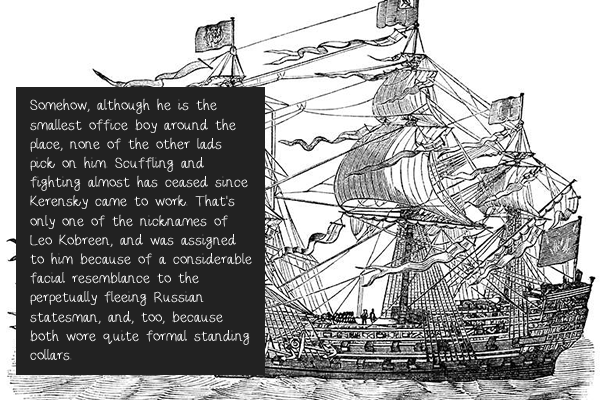 Somehow, although he is the
smallest office boy around the
place, none of the other lads
pick on him. Scuffling and
fighting almost has ceased since
Kerensky came to work. That's
only one of the nicknames of
Leo Kobreen, and was assigned
to him because of a considerable
facial resemblance to the
perpetually fleeing Russian
statesman, and, too, because
both wore quite formal standing
collars.